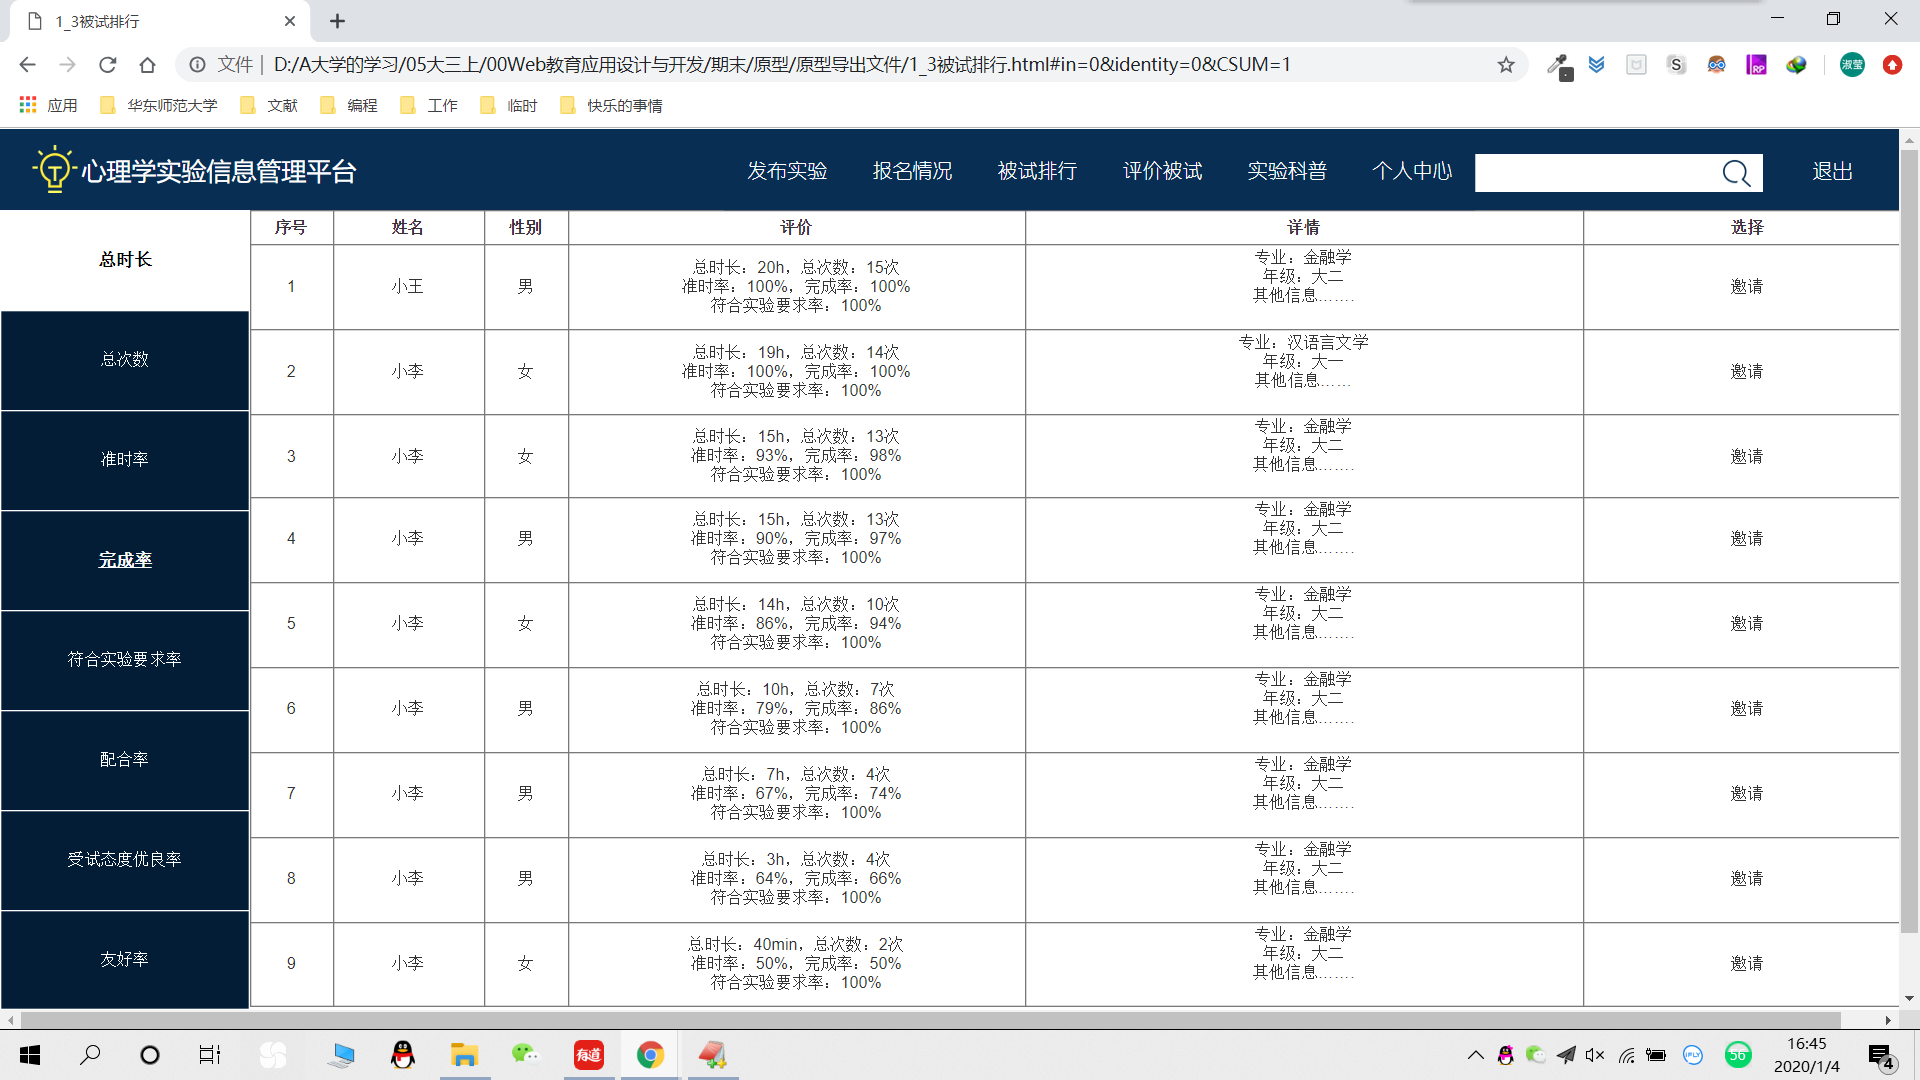 1_3被试排行
文件 | D:/A大学的学习/05大三上/00Web教育应用设计与开发/期末/原型/原型导出文件/1_3被试排行.html#in=0&identity=0&CSUM=1
S
RP
淑莹
应用 华东师范大学 文献 编程 工作 临时 快乐的事情
心理学实验信息管理平台 发布实验 报名情况 被试排行 评价被试 实验科普 个人中心 退出
总时长
总次数
准时率
完成率
符合实验要求率
配合率
受试态度优良率
友好率
序号 姓名 性别 评价 详情 选择
1 小王 男
总时长：20h，总次数：15次
准时率：100%，完成率：100%
符合实验要求率：100%
专业：金融学
年级：大二
其他信息.......
邀请
2 小李 女
总时长：19h，总次数：14次
准时率：100%，完成率：100%
符合实验要求率：100%
专业：汉语言文学
年级：大一
其他信息......
邀请
3 小李 女
总时长：15h，总次数：13次
准时率：93%，完成率：98%
符合实验要求率：100%
专业：金融学
年级：大二
其他信息.......
邀请
4 小李 男
总时长：15h，总次数：13次
准时率：90%，完成率：97%
符合实验要求率：100%
专业：金融学
年级：大二
其他信息.......
邀请
5 小李 女
总时长：14h，总次数：10次
准时率：86%，完成率：94%
符合实验要求率：100%
专业：金融学
年级：大二
其他信息.......
邀请
6 小李 男
总时长：10h，总次数：7次
准时率：79%，完成率：86%
符合实验要求率：100%
专业：金融学
年级：大二
其他信息.......
邀请
7 小李 男
总时长：7h，总次数：4次
准时率：67%，完成率：74%
符合实验要求率：100%
专业：金融学
年级：大二
其他信息.......
邀请
8 小李 男
总时长：3h，总次数：4次
准时率：64%，完成率：66%
符合实验要求率：100%
专业：金融学
年级：大二
其他信息.......
邀请
9 小李 女
总时长：40min，总次数：2次
准时率：50%，完成率：50%
符合实验要求率：100%
专业：金融学
年级：大二
其他信息.......
邀请
有道
iFLY
56
16:45
2020/1/4
4